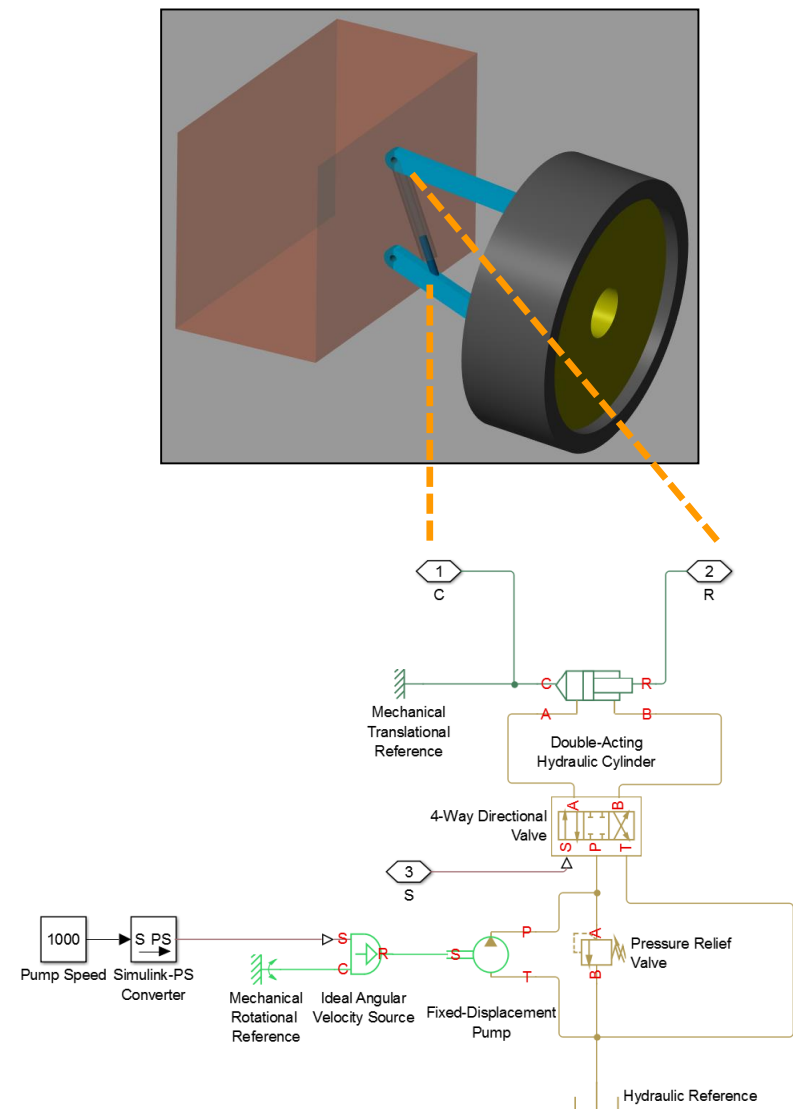 1
C
2
R
C
R
A
B
Mechanical
Translational
Reference
Double-Acting
Hydraulic Cylinder
4-Way Directional
Valve
A
B
S
P
T
3
S
1000
S PS
S
R
C
S
P
T
A
B
Pressure Relief
Valve
Pump Speed
Simulink-PS
Converter
Mechanical
Rotational
Reference
Ideal Angular
Velocity Source
Fixed-Displacement
Pump
Hydraulic Reference